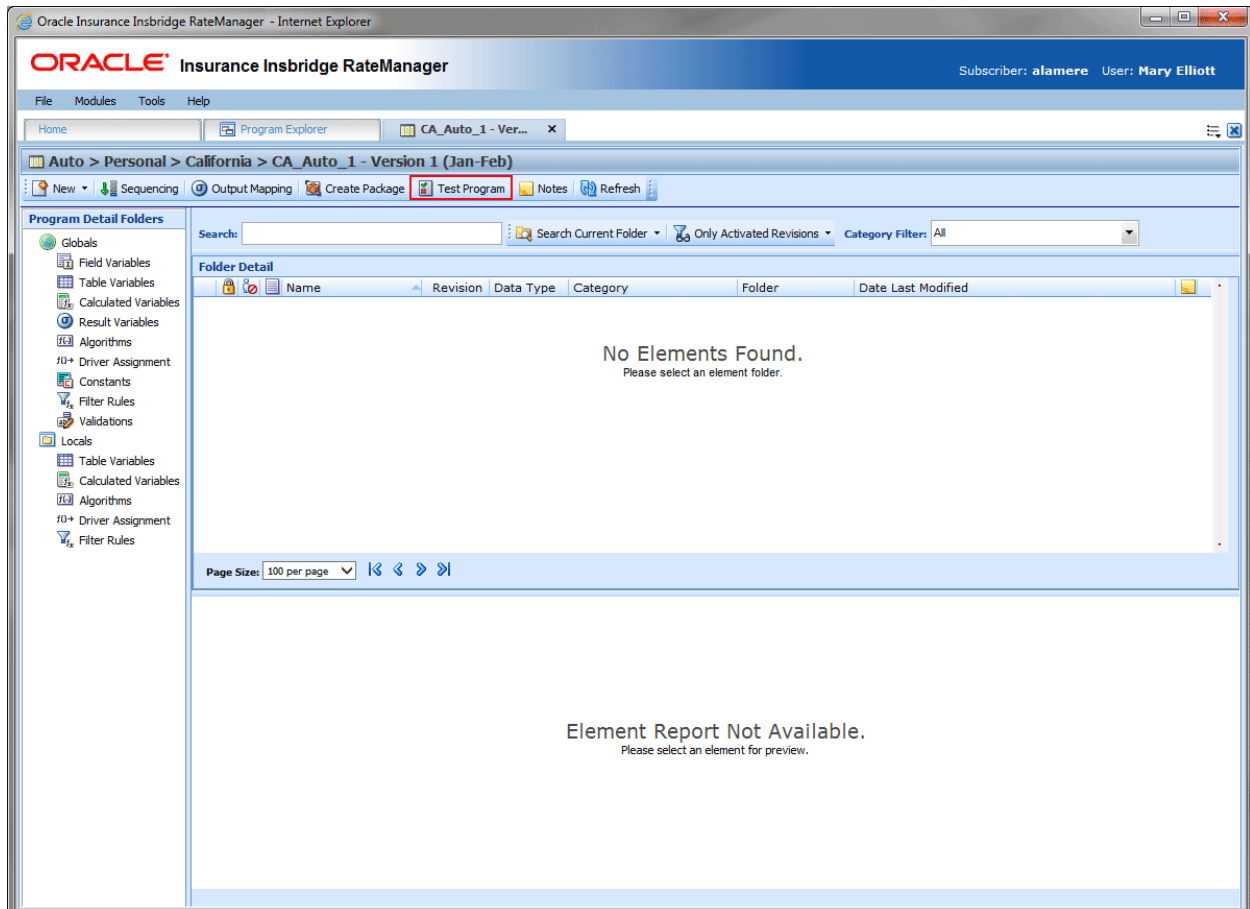 Oracle Insurance Insbridge RateManager - Internet Explorer
ORACLE Insurance Insbridge RateManager
Subscriber: alamere User: Mary Elliott
File Modules Tools Help
Home Program Explorer CA_Auto_1 - Ver... x
Auto > Personal > California > CA_Auto_1 - Version 1 (Jan-Feb)
New Sequencing Output Mapping Create Package Test Program Notes Refresh
Program Detail Folders
Globals
Field Variables
Table Variables
Calculated Variables
Result Variables
Algorithms
Driver Assignment
Constants
Filter Rules
Validations
Locals
Table Variables
Calculated Variables
Algorithms
Driver Assignment
Filter Rules
Search: Search Current Folder Only Activated Revisions Category Filter: All
Folder Detail
Name Revision Data Type Category Folder Date Last Modified
No Elements Found.
Please select an element folder.
Page Size: 100 per page
Element Report Not Available.
Please select an element for preview.